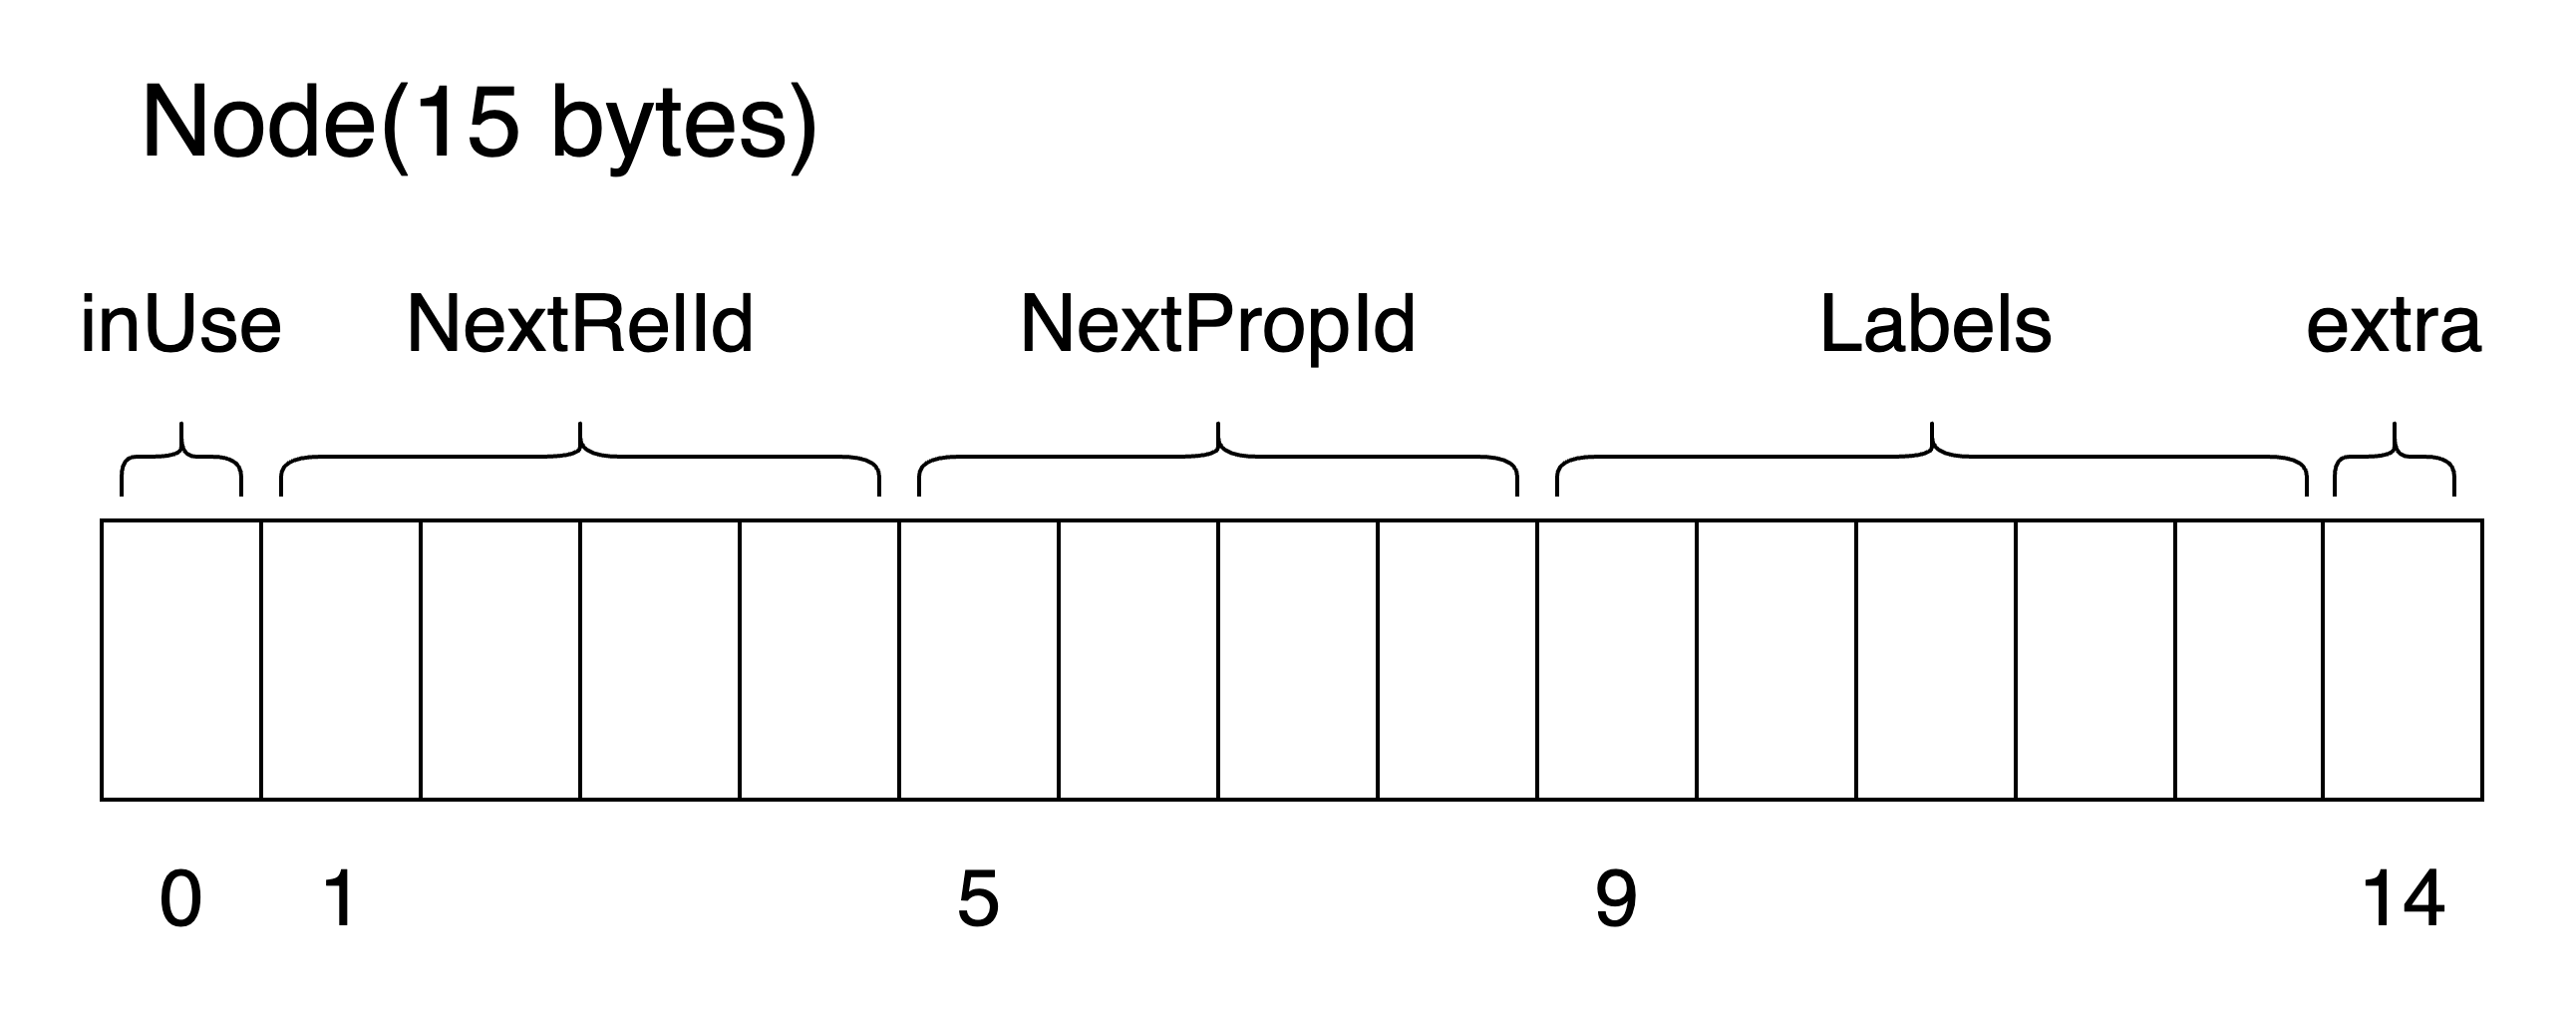 Node(15 bytes)
inUse NextRelId NextPropId Labels extra
0 1 5 9 14